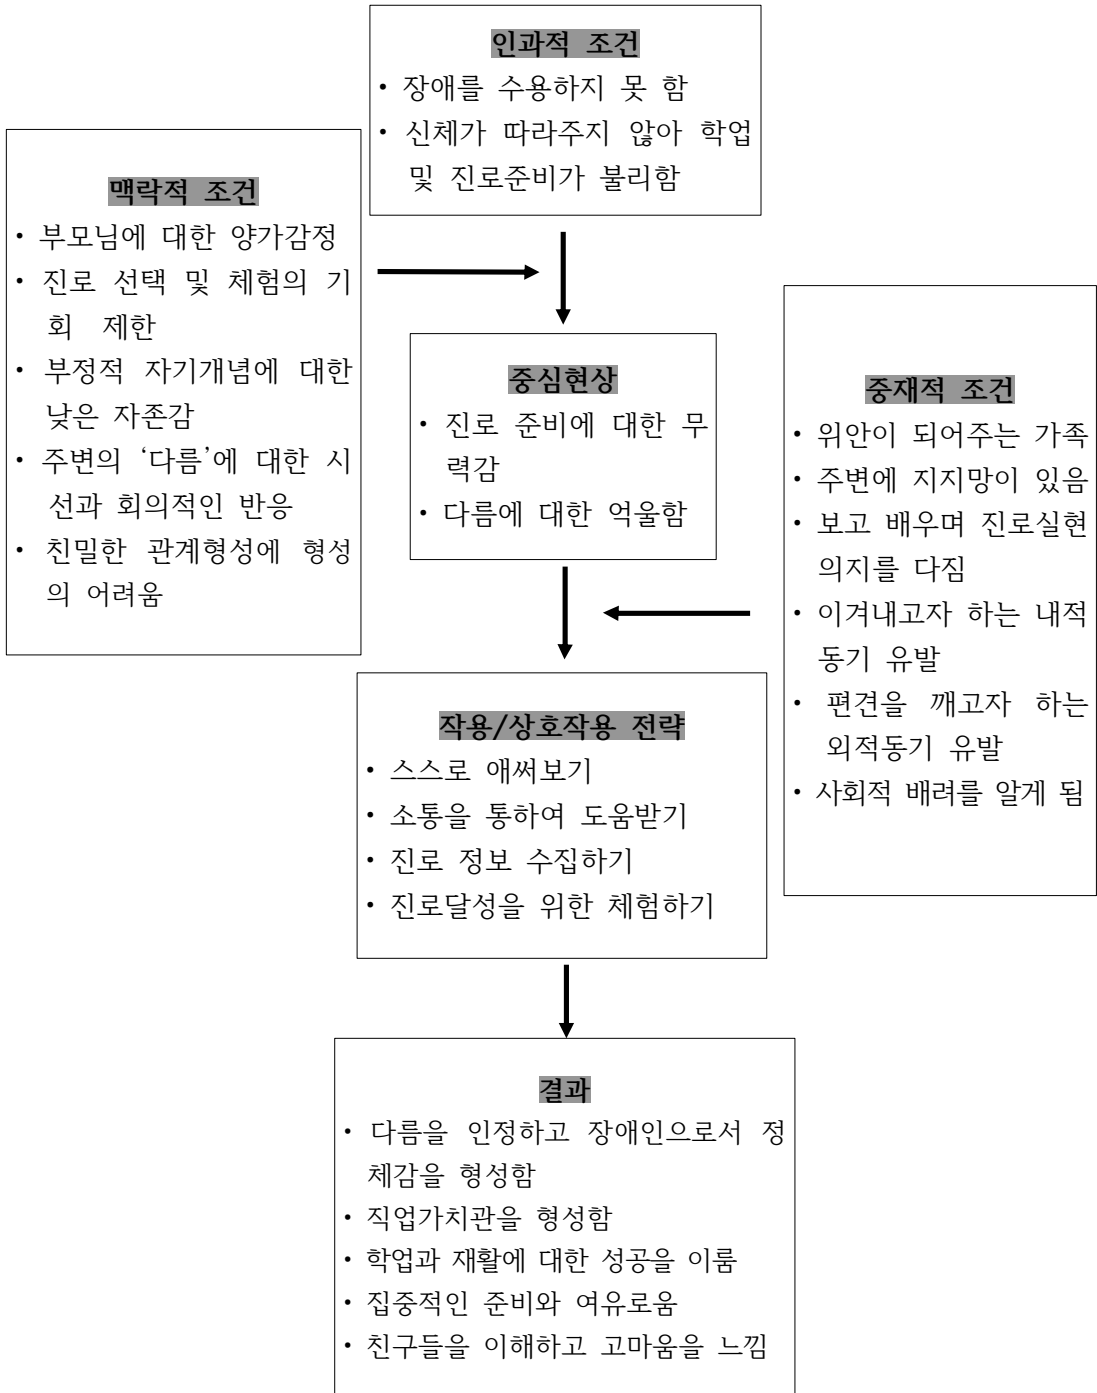 인과적 조건
• 장애를 수용하지 못 함
• 신체가 따라주지 않아 학업
및 진로준비가 불리함
맥락적 조건
• 부모님에 대한 양가감정
• 진로 선택 및 체험의 기
회 제한
• 부정적 자기개념에 대한
낮은 자존감
• 주변의 ‘다름’에 대한 시
선과 회의적인 반응
• 친밀한 관계형성에 형성
의 어려움
중심현상
• 진로 준비에 대한 무
력감
• 다름에 대한 억울함
중재적 조건
• 위안이 되어주는 가족
• 주변에 지지망이 있음
• 보고 배우며 진로실현
의지를 다짐
• 이겨내고자 하는 내적
동기 유발
• 편견을 깨고자 하는
외적동기 유발
• 사회적 배려를 알게 됨
작용/상호작용 전략
• 스스로 애써보기
• 소통을 통하여 도움받기
• 진로 정보 수집하기
• 진로달성을 위한 체험하기
결과
• 다름을 인정하고 장애인으로서 정
체감을 형성함
• 직업가치관을 형성함
• 학업과 재활에 대한 성공을 이룸
• 집중적인 준비와 여유로움
• 친구들을 이해하고 고마움을 느낌